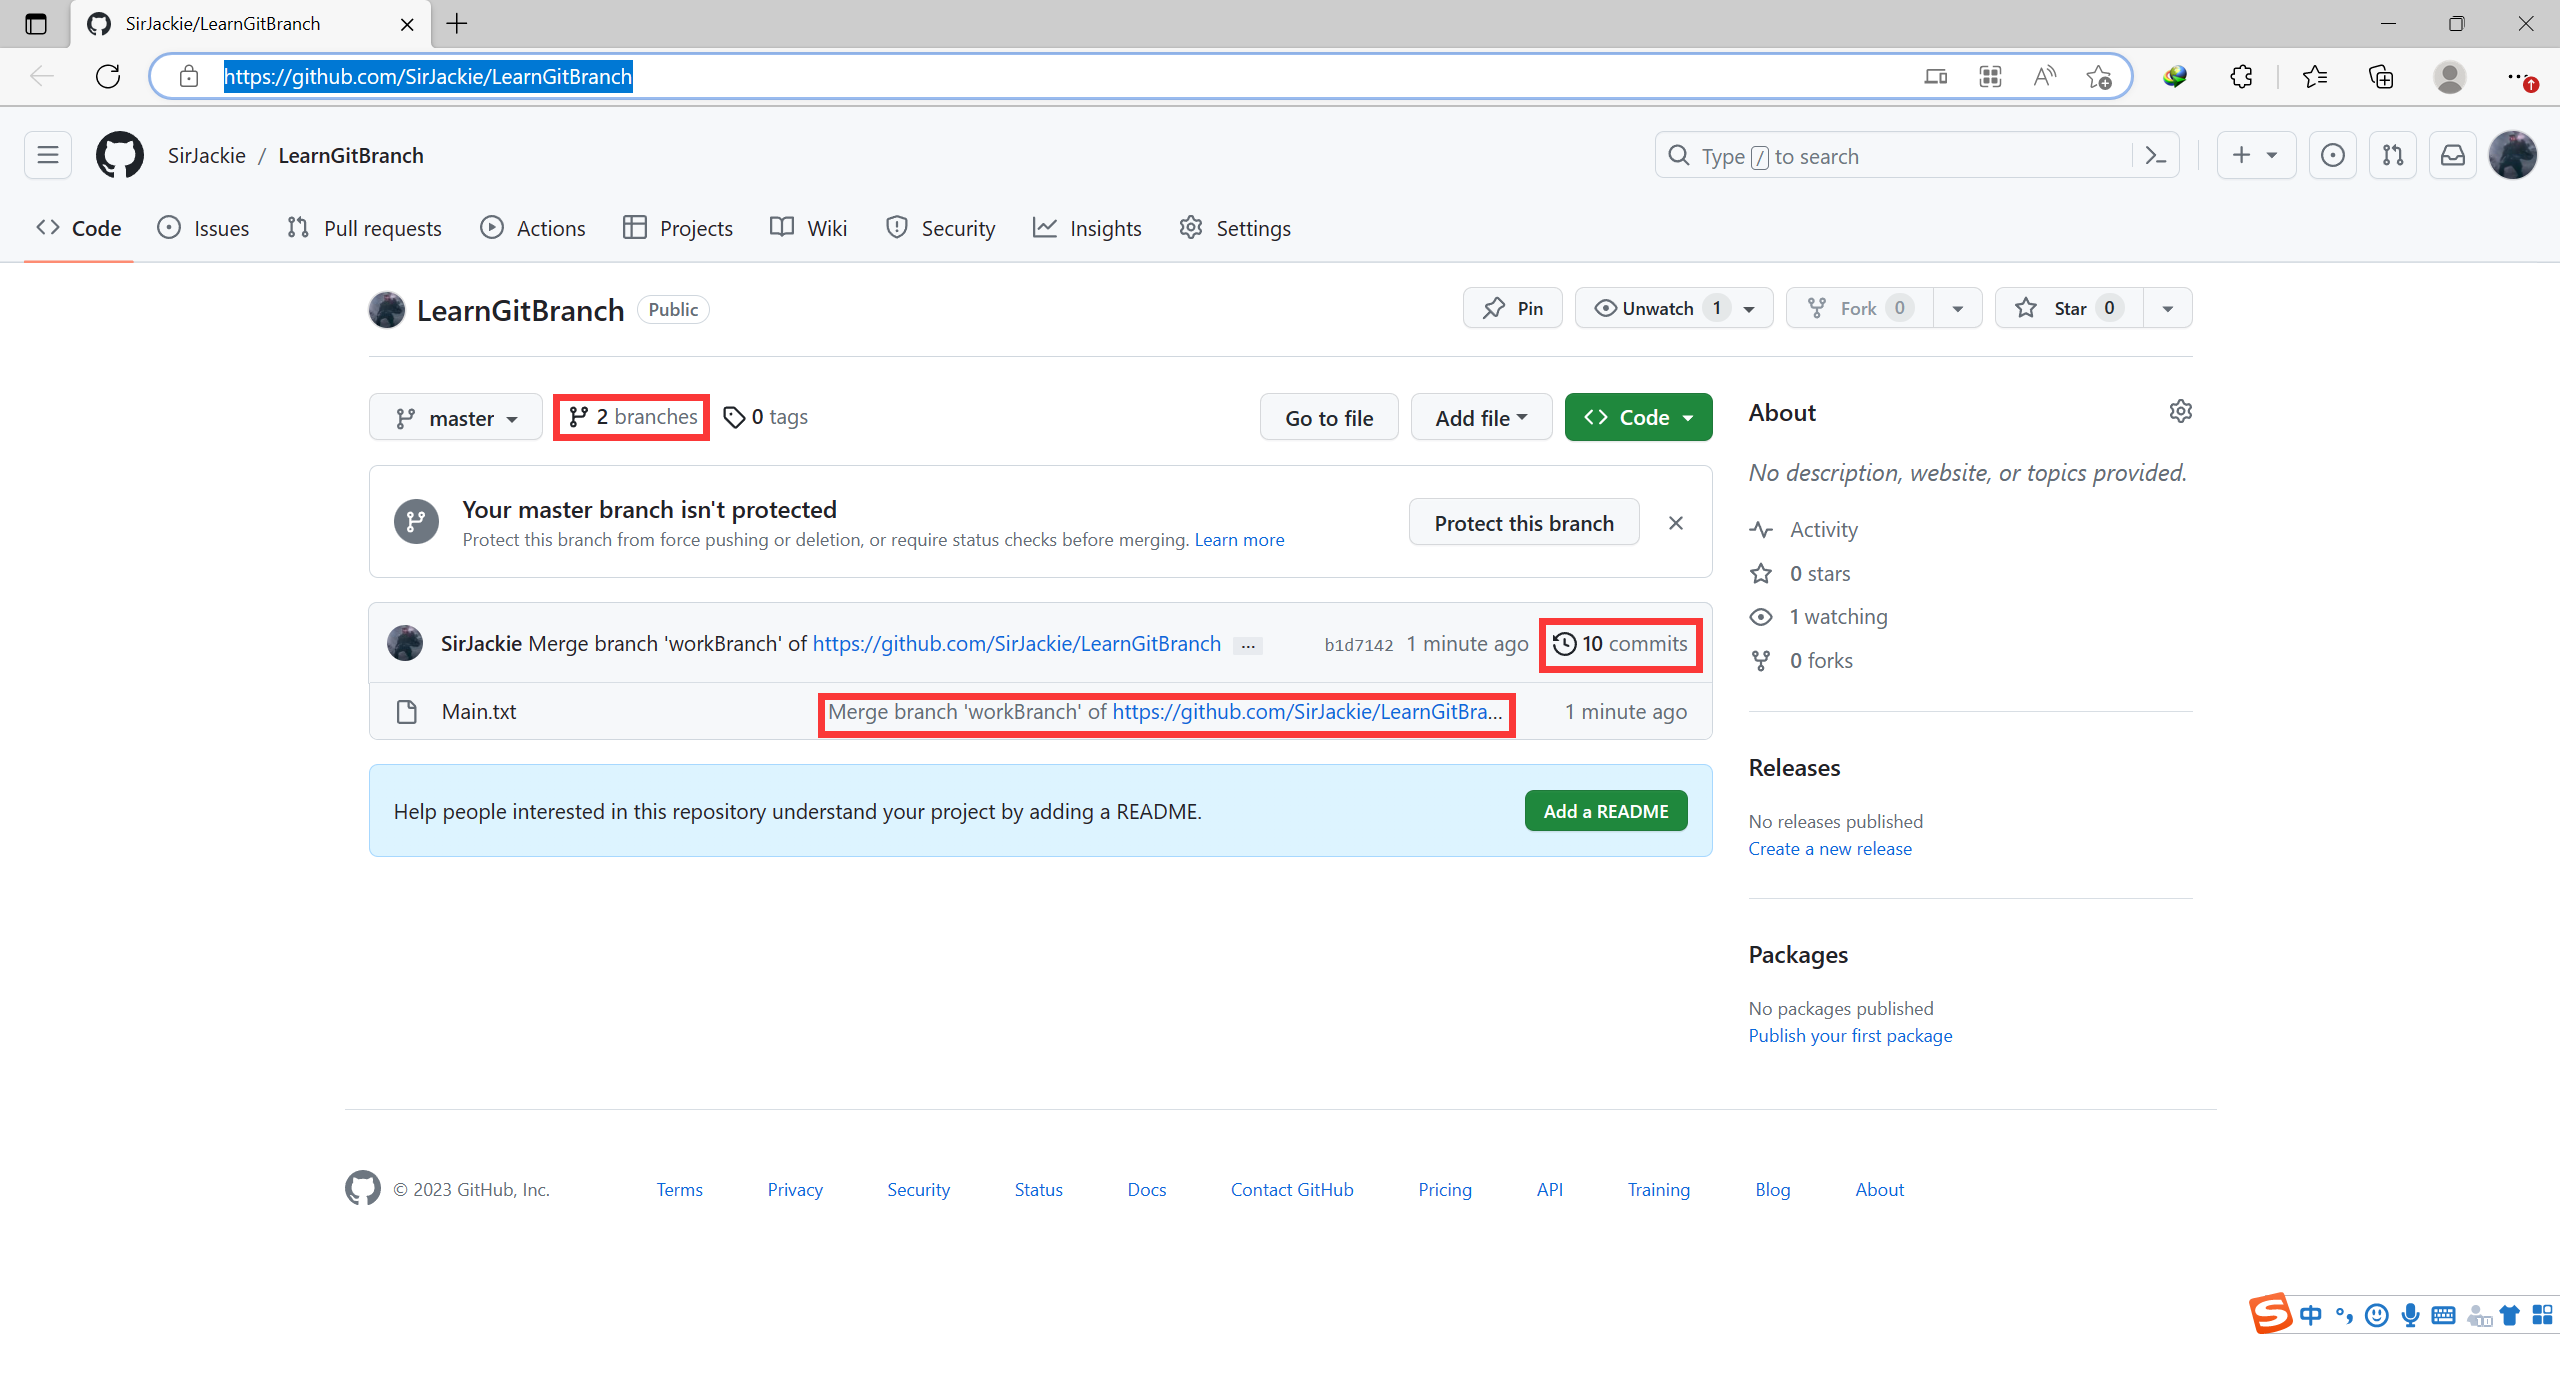 SirJackie/LearnGitBranch
https://github.com/SirJackie/LearnGitBranch
SirJackie / LearnGitBranch
Type / to search
Code Issues Pull requests Actions Projects Wiki Security Insights Settings
LearnGitBranch Public
Pin Unwatch 1 Fork 0 Star 0
master 2 branches 0 tags Go to file Add file Code
Your master branch isn't protected
Protect this branch from force pushing or deletion, or require status checks before merging. Learn more
Protect this branch
SirJackie Merge branch 'workBranch' of https://github.com/SirJackie/LearnGitBranch ... b1d7142 1 minute ago 10 commits
Main.txt Merge branch 'workBranch' of https://github.com/SirJackie/LearnGitBra... 1 minute ago
Help people interested in this repository understand your project by adding a README.
Add a README
About
No description, website, or topics provided.
Activity
0 stars
1 watching
0 forks
Releases
No releases published
Create a new release
Packages
No packages published
Publish your first package
© 2023 GitHub, Inc. Terms Privacy Security Status Docs Contact GitHub Pricing API Training Blog About
S 中